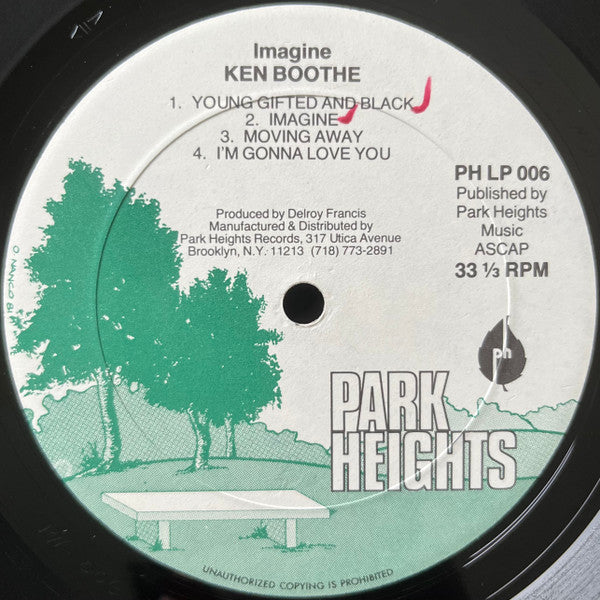 Imagine
KEN BOOTHE
1. YOUNG GIFTED AND BLACK
2. IMAGINE
3. MOVING AWAY
4. I'M GONNA LOVE YOU
PH LP 006
Published by
Park Heights
Music
ASCAP
33 ⅓ RPM
Produced by Delroy Francis
Manufactured & Distributed by
Park Heights Records, 317 Utica Avenue
Brooklyn, N.Y. 11213 (718) 773-2891
ph
PARK
HEIGHTS
UNAUTHORIZED COPYING IS PROHIBITED